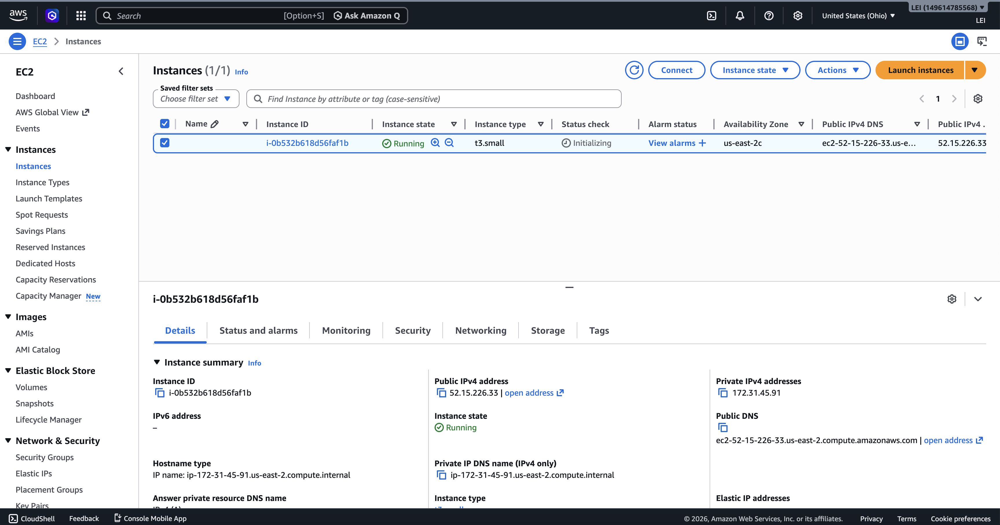 aws
Search [Option+S] Ask Amazon Q
United States (Ohio)
LEI (149614785568)
LEI
EC2 Instances
EC2
Dashboard
AWS Global View
Events
Instances
Instances
Instance Types
Launch Templates
Spot Requests
Savings Plans
Reserved Instances
Dedicated Hosts
Capacity Reservations
Capacity Manager New
Images
AMIs
AMI Catalog
Elastic Block Store
Volumes
Snapshots
Lifecycle Manager
Network & Security
Security Groups
Elastic IPs
Placement Groups
Key Pairs
Instances (1/1) Info
Connect
Instance state
Actions
Launch instances
Saved filter sets
Choose filter set
Find Instance by attribute or tag (case-sensitive)
1
Name Instance ID Instance state Instance type Status check Alarm status Availability Zone Public IPv4 DNS Public IPv4 .
i-0b532b618d56faf1b Running t3.small Initializing View alarms + us-east-2c ec2-52-15-226-33.us-e... 52.15.226.33
i-0b532b618d56faf1b
Details Status and alarms Monitoring Security Networking Storage Tags
Instance summary Info
Instance ID
i-0b532b618d56faf1b
Public IPv4 address
52.15.226.33 | open address
Private IPv4 addresses
172.31.45.91
IPv6 address
–
Instance state
Running
Public DNS
ec2-52-15-226-33.us-east-2.compute.amazonaws.com | open address
Hostname type
IP name: ip-172-31-45-91.us-east-2.compute.internal
Private IP DNS name (IPv4 only)
ip-172-31-45-91.us-east-2.compute.internal
Answer private resource DNS name
Instance type
Elastic IP addresses
CloudShell Feedback Console Mobile App
© 2026, Amazon Web Services, Inc. or its affiliates. Privacy Terms Cookie preferences